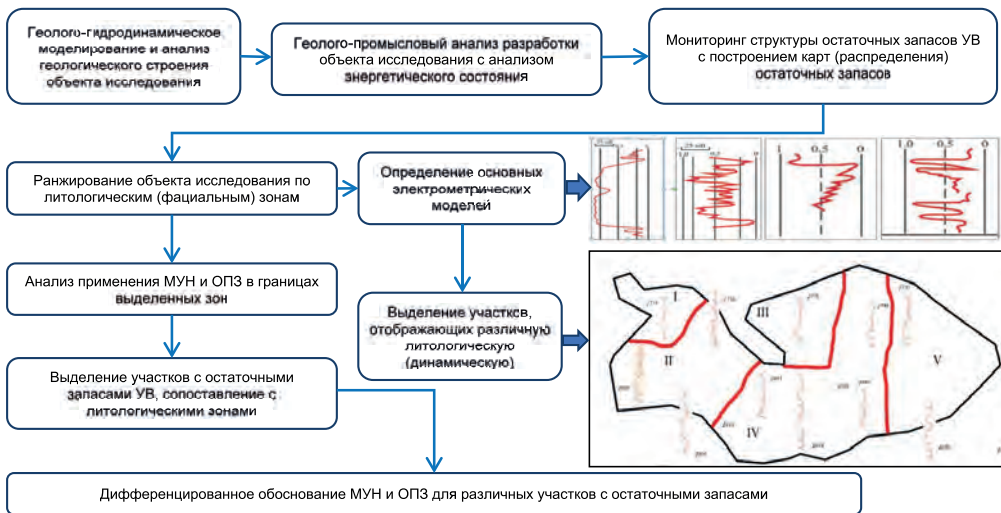 Геолого-гидродинамическое
моделирование и анализ
геологического строения
объекта исследования
Геолого-промысловый анализ разработки
объекта исследования с анализом
энергетического состояния
Мониторинг структуры остаточных запасов УВ
с построением карт (распределения)
остаточных запасов
Ранжирование объекта исследования по
литологическим (фациальным) зонам
Определение основных
электрометрических
моделей
1,0 0,5 0
1 0,5 0
1,0 0,5 0
Анализ применения МУН и ОПЗ в границах
выделенных зон
Выделение участков,
отображающих различную
литологическую
(динамическую)
I
II
III
IV
V
Выделение участков с остаточными
запасами УВ, сопоставление с
литологическими зонами
Дифференцированное обоснование МУН и ОПЗ для различных участков с остаточными запасами